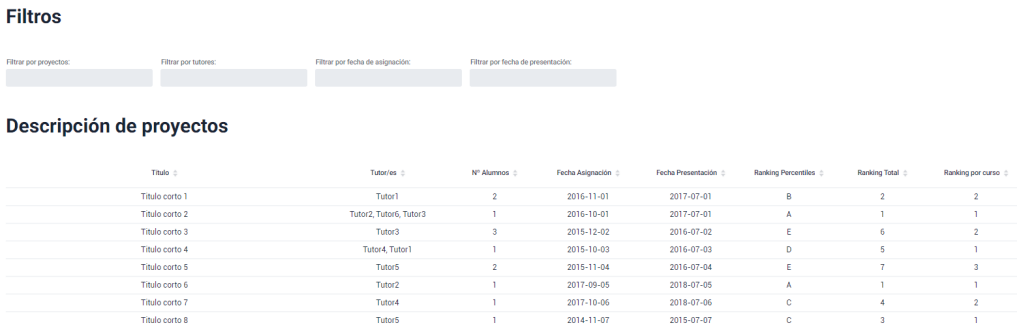 Filtros
Filtrar por proyectos: Filtrar por tutores: Filtrar por fecha de asignación: Filtrar por fecha de presentación:
Descripción de proyectos
Título Tutor/es Nº Alumnos Fecha Asignación Fecha Presentación Ranking Percentiles Ranking Total Ranking por curso
Titulo corto 1 Tutor1 2 2016-11-01 2017-07-01 B 2 2
Titulo corto 2 Tutor2, Tutor6, Tutor3 1 2016-10-01 2017-07-01 A 1 1
Titulo corto 3 Tutor3 3 2015-12-02 2016-07-02 E 6 2
Titulo corto 4 Tutor4, Tutor1 1 2015-10-03 2016-07-03 D 5 1
Titulo corto 5 Tutor5 2 2015-11-04 2016-07-04 E 7 3
Titulo corto 6 Tutor2 1 2017-09-05 2018-07-05 A 1 1
Titulo corto 7 Tutor4 1 2017-10-06 2018-07-06 C 4 2
Titulo corto 8 Tutor5 1 2014-11-07 2015-07-07 C 3 1